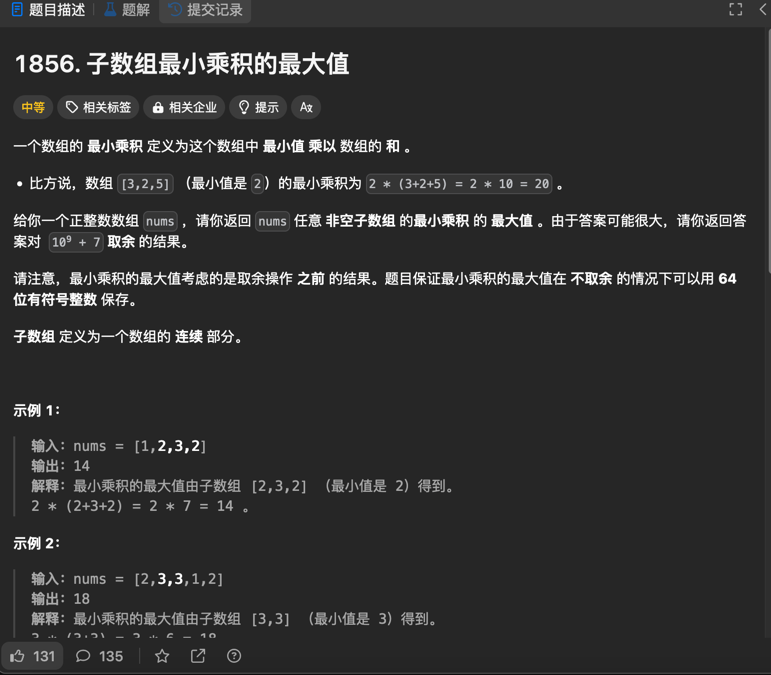 题目描述 题解 提交记录
1856. 子数组最小乘积的最大值
中等 相关标签 相关企业 提示 Az
一个数组的 最小乘积 定义为这个数组中 最小值 乘以 数组的 和 。
• 比方说，数组 [3,2,5] （最小值是 2）的最小乘积为 2 * (3+2+5) = 2 * 10 = 20 。
给你一个正整数数组 nums ，请你返回 nums 任意 非空子数组 的最小乘积 的 最大值 。由于答案可能很大，请你返回答
案对 10⁹ + 7 取余 的结果。
请注意，最小乘积的最大值考虑的是取余操作 之前 的结果。题目保证最小乘积的最大值在 不取余 的情况下可以用 64
位有符号整数 保存。
子数组 定义为一个数组的 连续 部分。
示例 1：
输入：nums = [1,2,3,2]
输出：14
解释：最小乘积的最大值由子数组 [2,3,2] （最小值是 2）得到。
2 * (2+3+2) = 2 * 7 = 14 。
示例 2：
输入：nums = [2,3,3,1,2]
输出：18
解释：最小乘积的最大值由子数组 [3,3] （最小值是 3）得到。
3 * (3+3) = 3 * 6 = 18
131 135